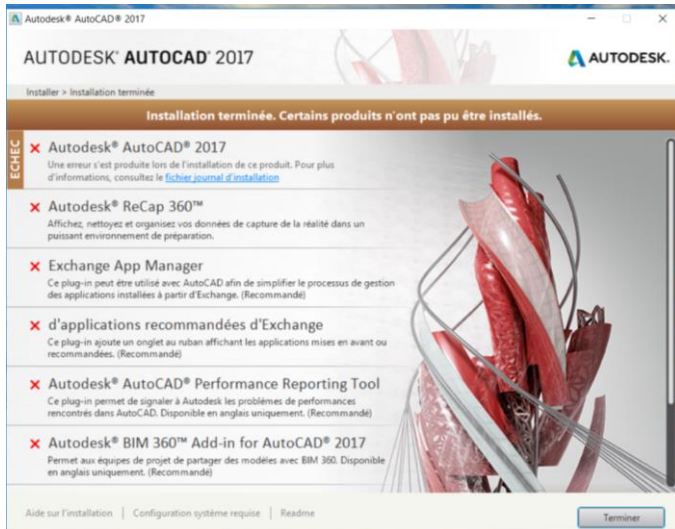 Autodesk® AutoCAD® 2017
AUTODESK® AUTOCAD® 2017
AUTODESK.
Installer > Installation terminée
Installation terminée. Certains produits n'ont pas pu être installés.
ECHEC
Autodesk® AutoCAD® 2017
Une erreur s'est produite lors de l'installation de ce produit. Pour plus
d'informations, consultez le fichier journal d'installation
Autodesk® ReCap 360™
Affichez, nettoyez et organisez vos données de capture de la réalité dans un
puissant environnement de préparation.
Exchange App Manager
Ce plug-in peut être utilisé avec AutoCAD afin de simplifier le processus de gestion
des applications installées à partir d'Exchange. (Recommandé)
d'applications recommandées d'Exchange
Ce plug-in ajoute un onglet au ruban affichant les applications mises en avant ou
recommandées. (Recommandé)
Autodesk® AutoCAD® Performance Reporting Tool
Ce plug-in permet de signaler à Autodesk les problèmes de performances
rencontrés dans AutoCAD. Disponible en anglais uniquement. (Recommandé)
Autodesk® BIM 360™ Add-in for AutoCAD® 2017
Permet aux équipes de projet de partager des modèles avec BIM 360. Disponible
en anglais uniquement. (Recommandé)
Aide sur l'installation | Configuration système requise | Readme
Terminer